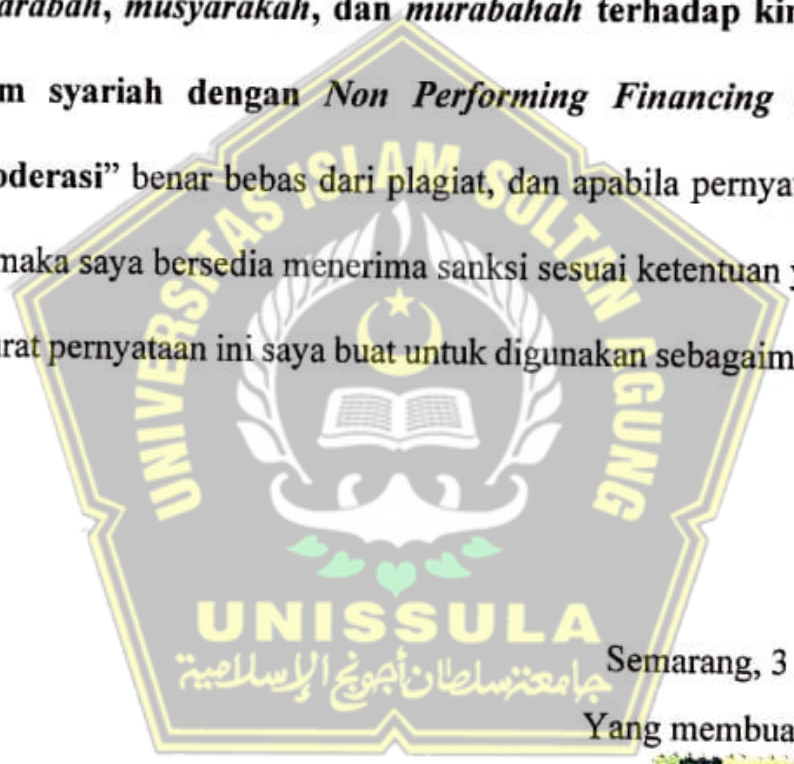 arabah, musyarakah, dan murabahah terhadap kin
m syariah dengan Non Performing Financing
oderasi” benar bebas dari plagiat, dan apabila pernya
maka saya bersedia menerima sanksi sesuai ketentuan y
rat pernyataan ini saya buat untuk digunakan sebagaim
UNIVERSITAS ISLAM SULTAN AGUNG
UNISSULA
جامعة سلطان أجونج الإسلامية
Semarang, 3
Yang membua